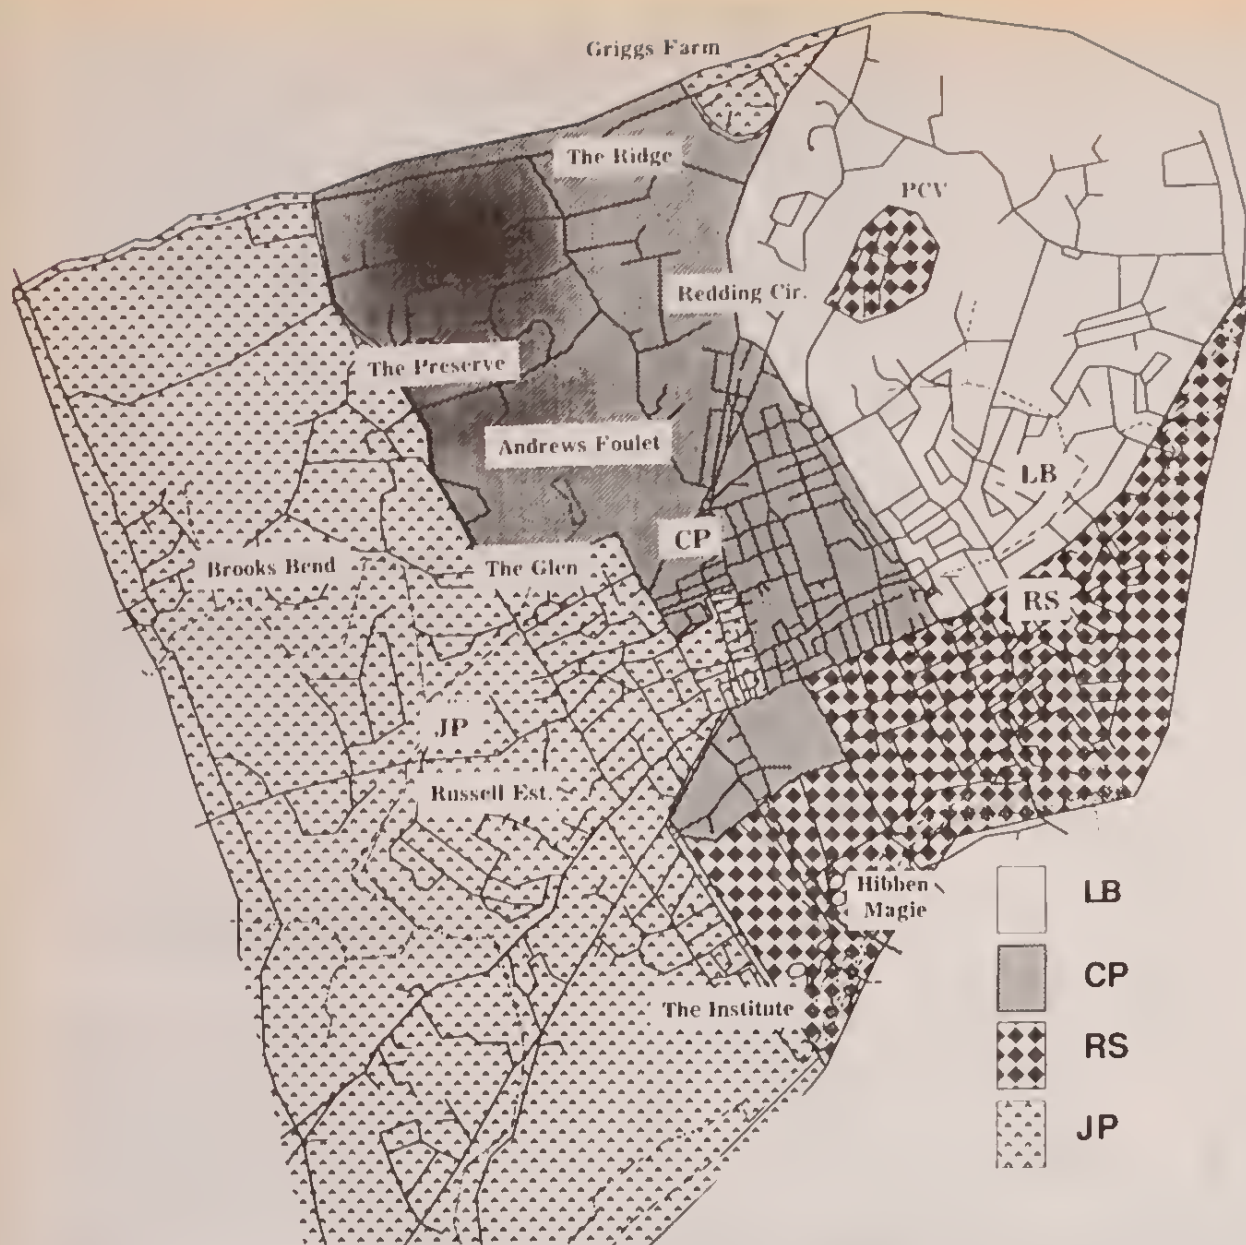 Griggs Farm
The Ridge
PCV
Redding Cir.
The Preserve
Andrews Foulet
LB
CP
Brooks Bend
The Glen
RS
JP
Russell Est.
Hibben
Magie
The Institute
LB
CP
RS
JP